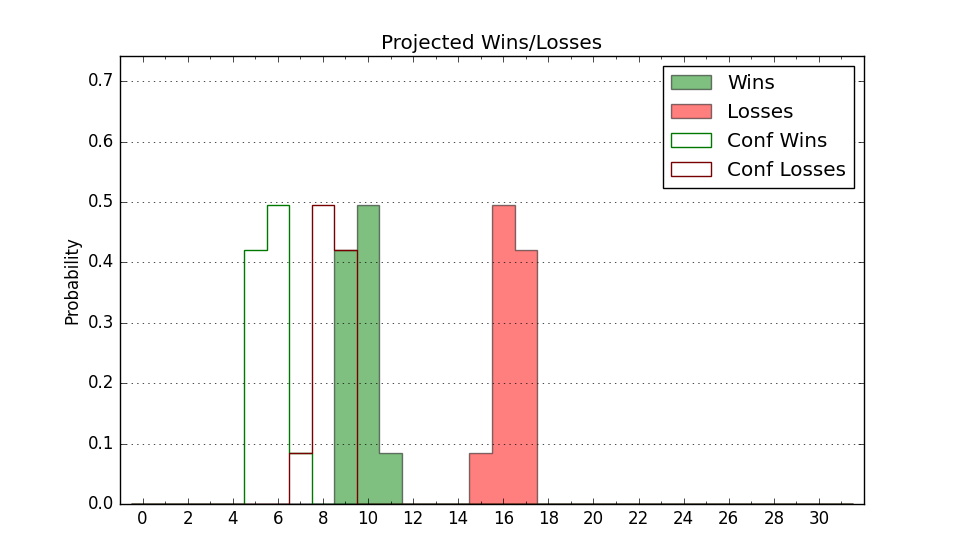 Projected Wins/Losses
Wins
Losses
Conf Wins
Conf Losses
Probability
0.7
0.6
0.5
0.4
0.3
0.2
0.1
0.0
0 2 4 6 8 10 12 14 16 18 20 22 24 26 28 30